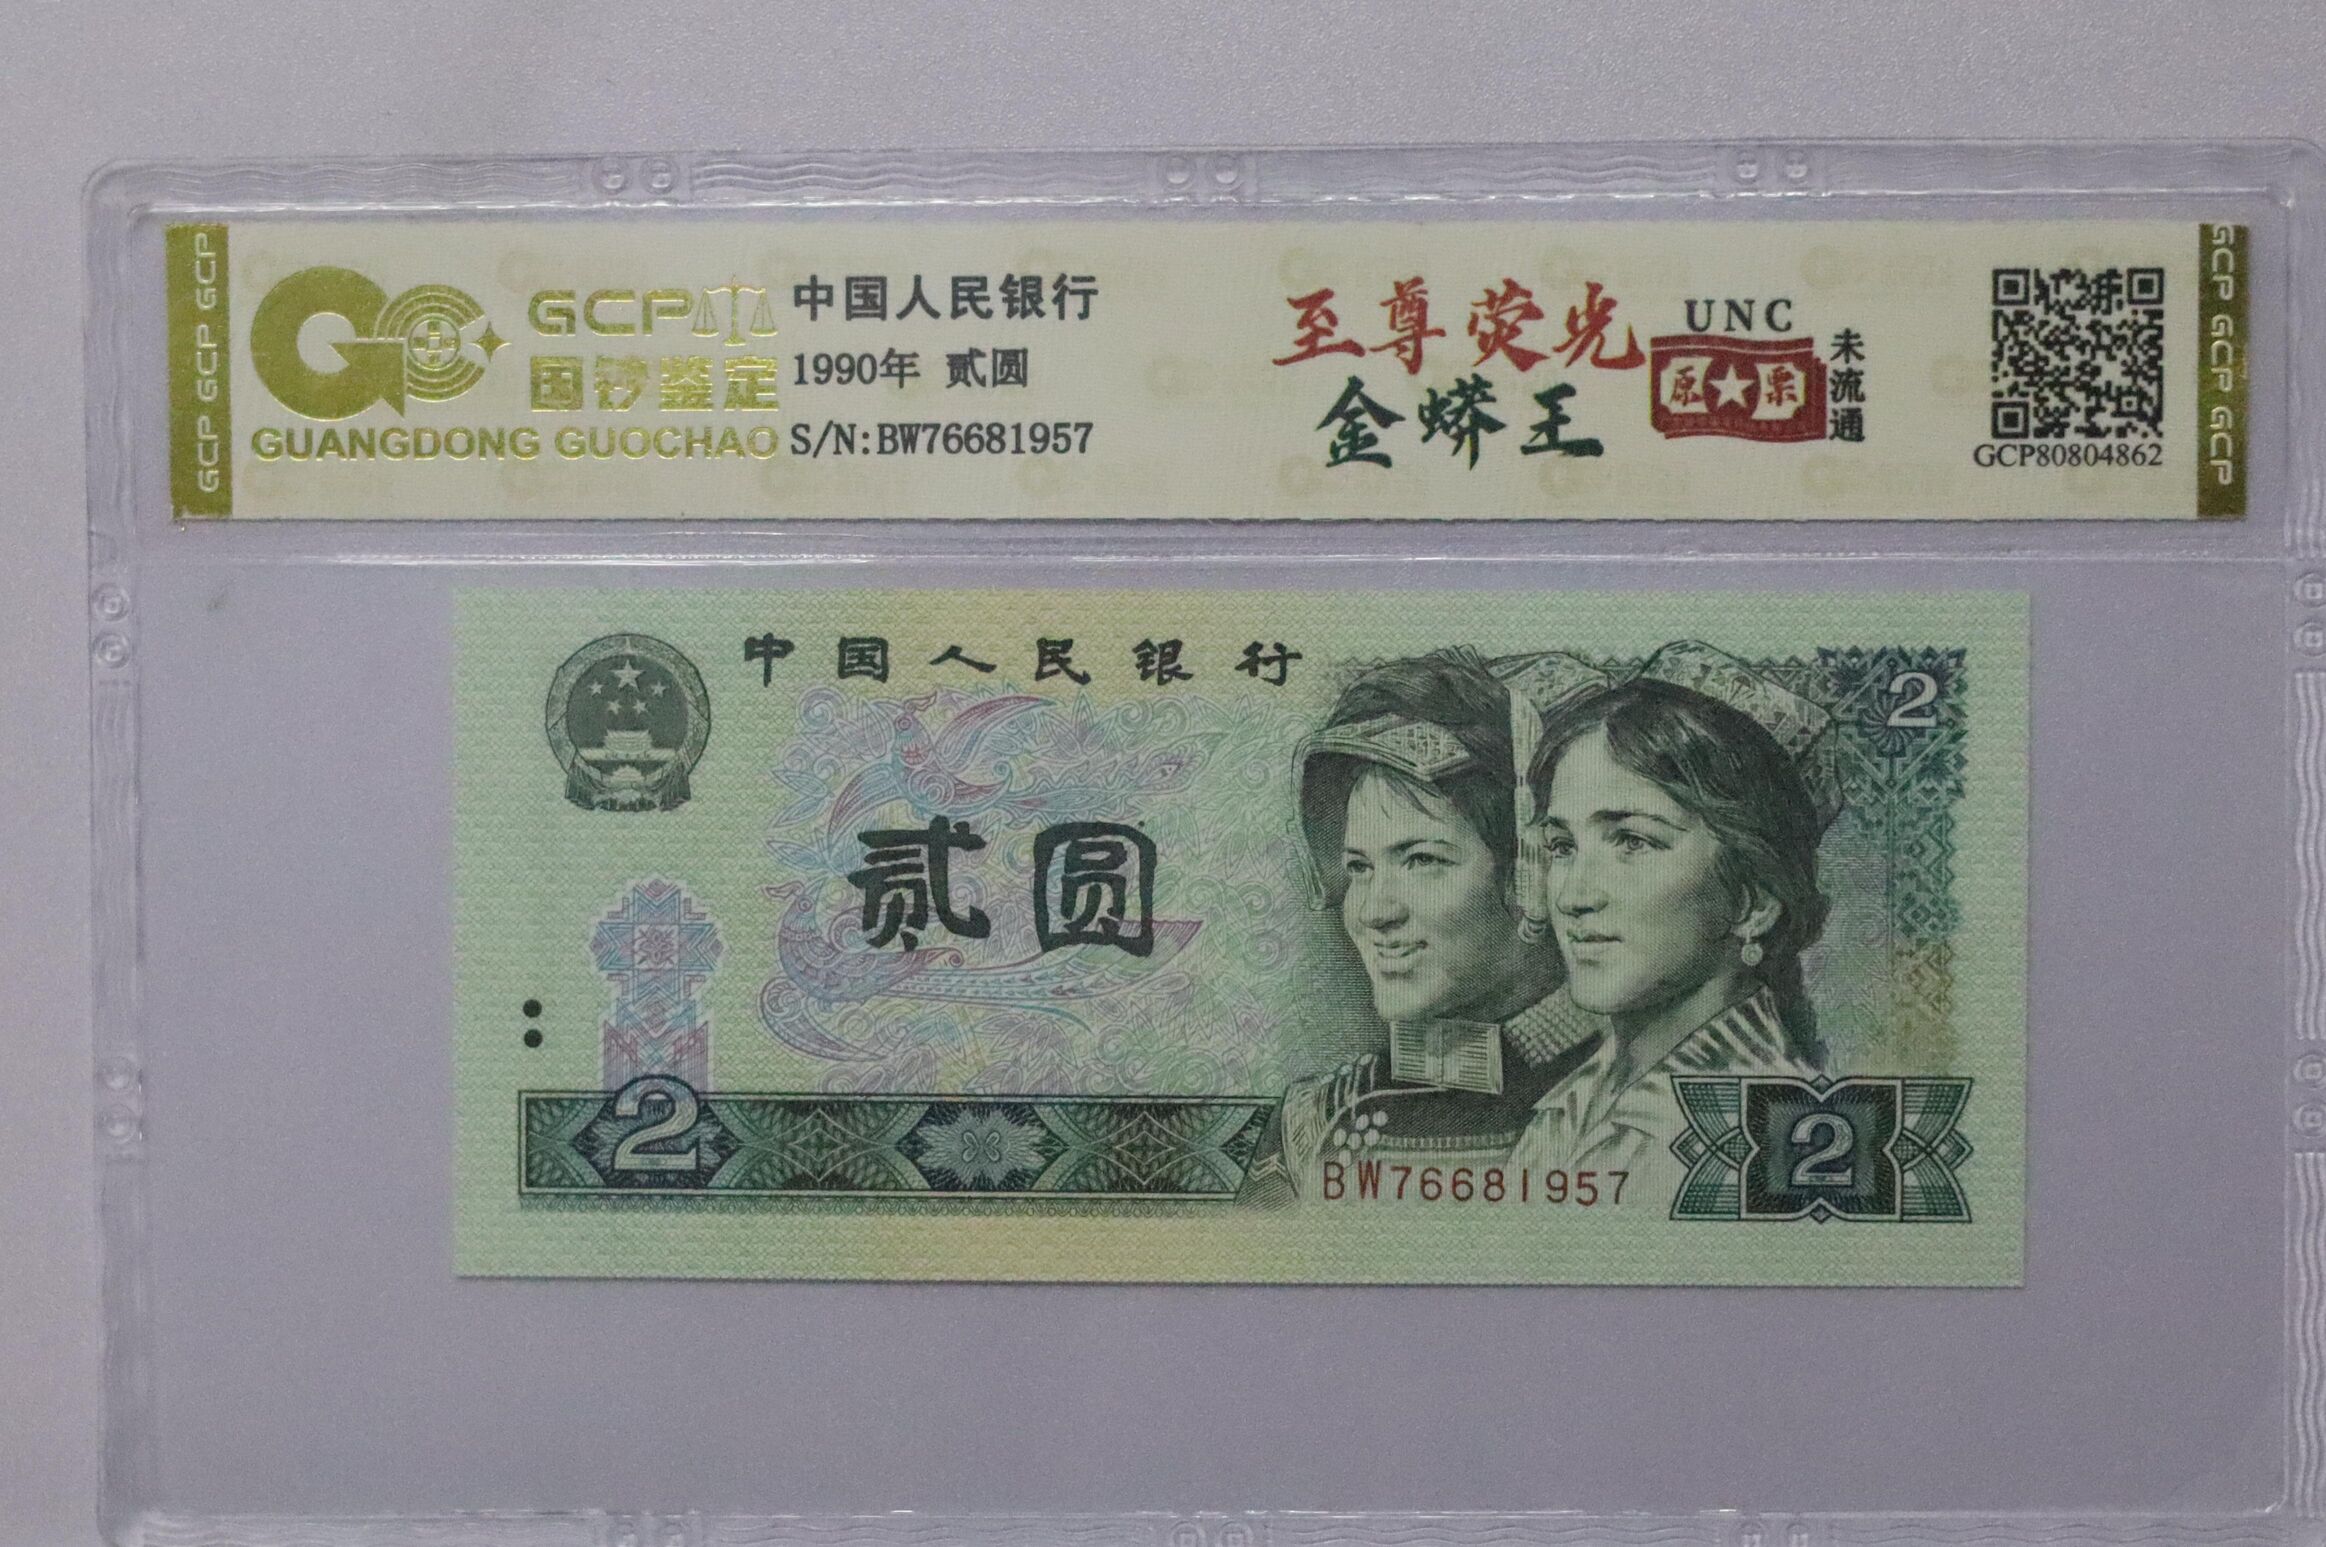 GCP GCP GCP
GCP
国钞鉴定
GUANGDONG GUOCHAO
中国人民银行
1990年 贰圆
S/N:BW76681957
至尊荧光
金蟒王
UNC
原★票
未流通
GCP80804862
GCP GCP GCP
中国人民银行
2
贰圆
2
BW76681957
2